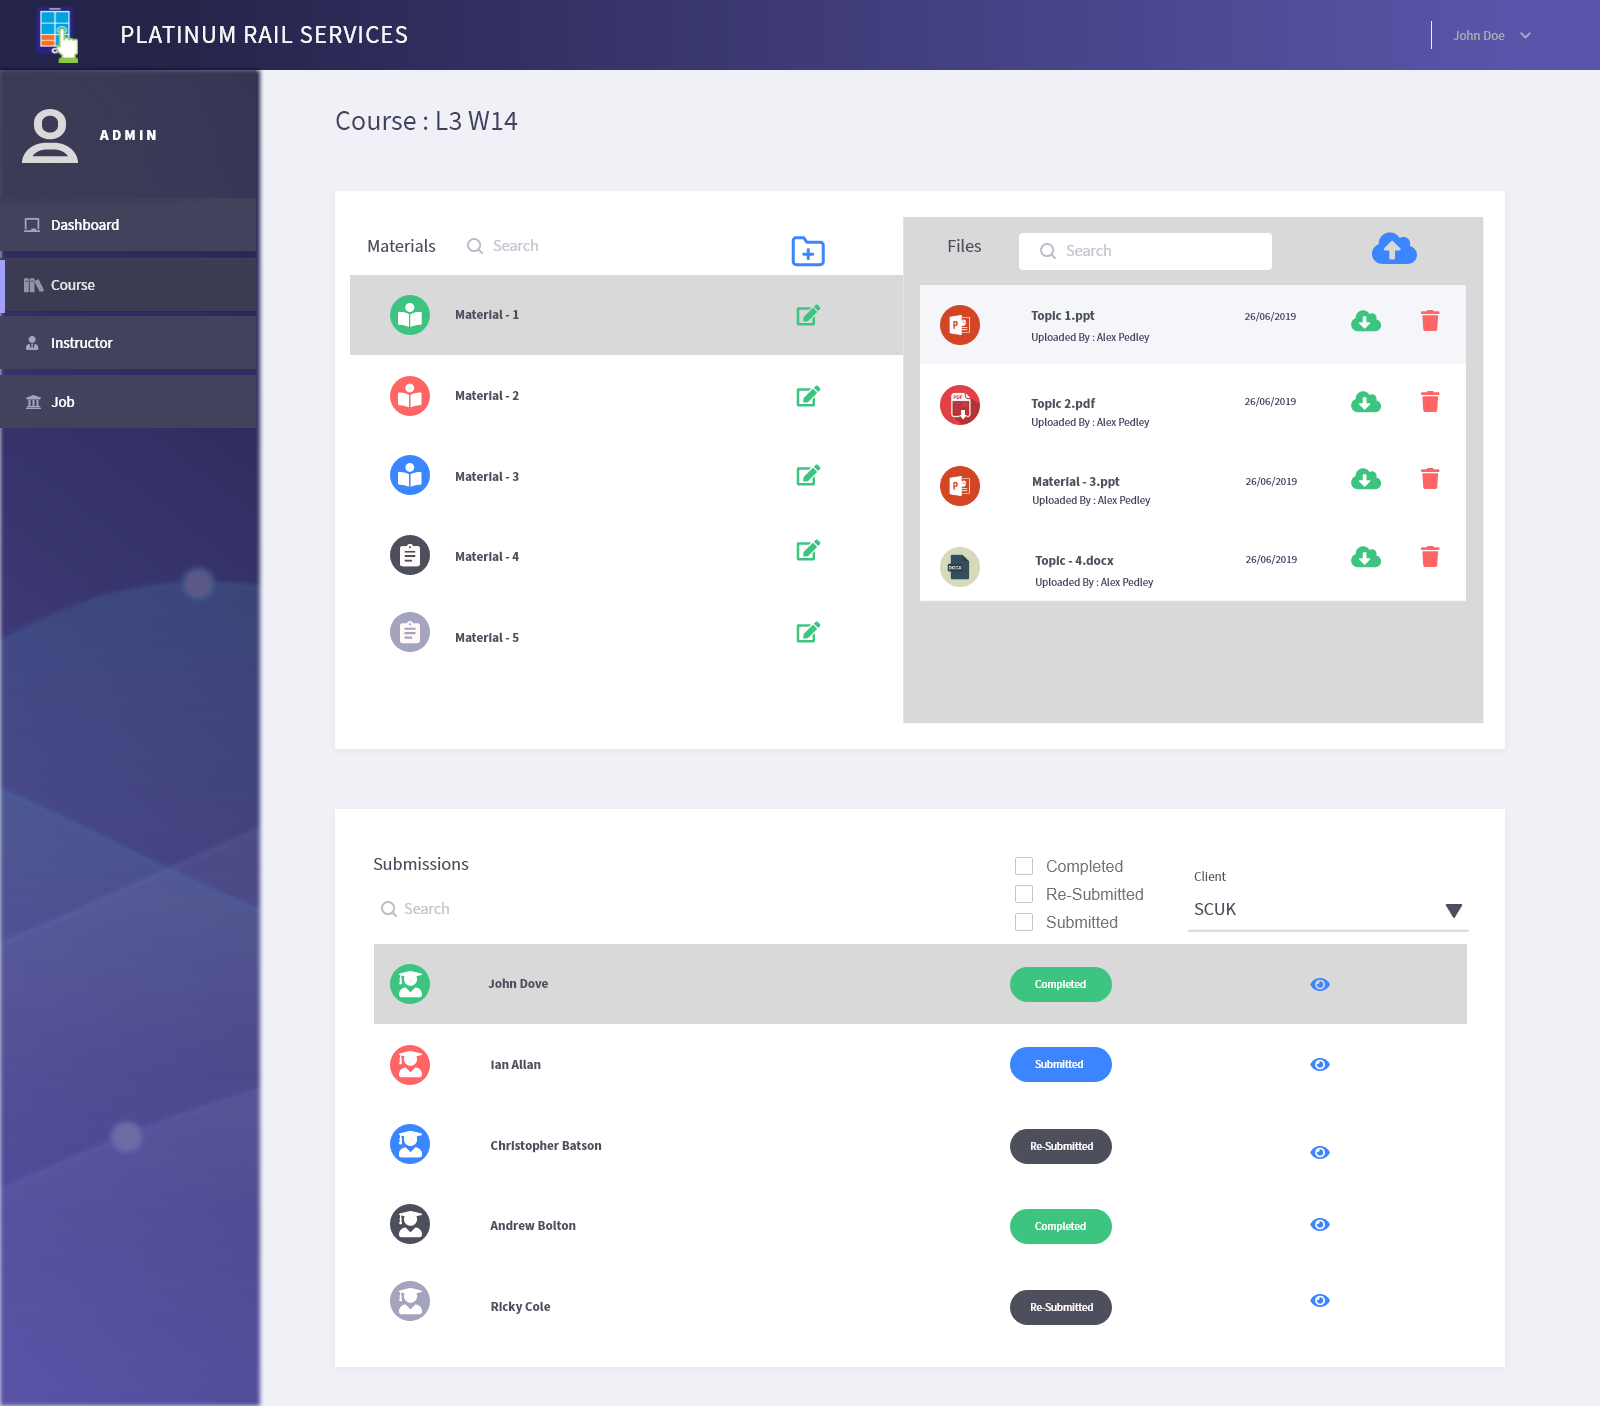 PLATINUM RAIL SERVICES
John Doe
ADMIN
Dashboard
Course
Instructor
Job
Course : L3 W14
Materials
Search
Material - 1
Material - 2
Material - 3
Material - 4
Material - 5
Files
Search
Topic 1.ppt
26/06/2019
Uploaded By : Alex Pedley
Topic 2.pdf
26/06/2019
Uploaded By : Alex Pedley
Material - 3.ppt
26/06/2019
Uploaded By : Alex Pedley
Topic - 4.docx
26/06/2019
Uploaded By : Alex Pedley
P
PDF
P
DOCX
Submissions
Search
Completed
Re-Submitted
Submitted
Client
SCUK
John Dove
Completed
Ian Allan
Submitted
Christopher Batson
Re-Submitted
Andrew Bolton
Completed
Ricky Cole
Re-Submitted